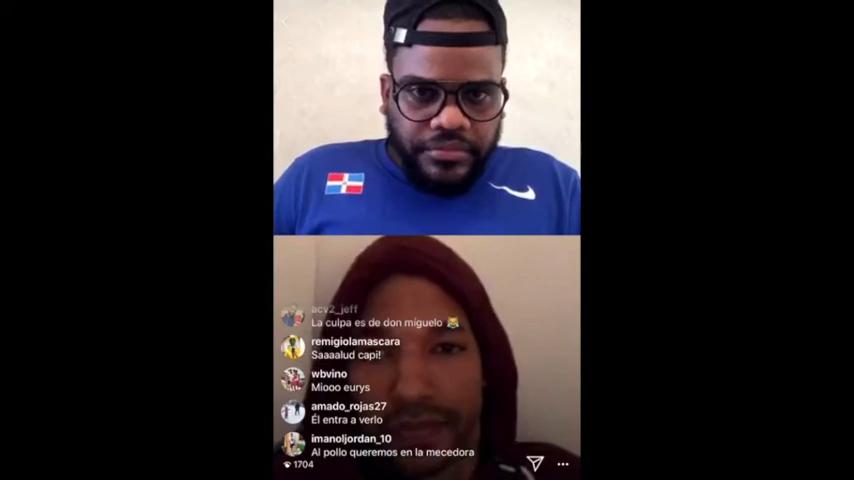 acv2_jeff
La culpa es de don miguelo 😹
remigiolamascara
Saaaalud capi!
wbvino
Miooo eurys
amado_rojas27
Él entra a verlo
imanoljordan_10
Al pollo queremos en la mecedora
1704